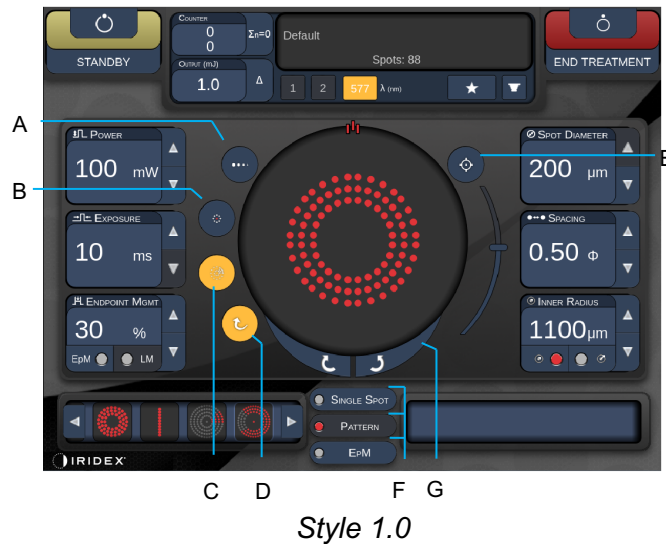 STANDBY
COUNTER
0
0
Σn=0
OUTPUT (MJ)
1.0
Δ
Default
Spots: 88
1 2 577 λ (nm)
END TREATMENT
A
B
E
POWER
100 mW
EXPOSURE
10 ms
ENDPOINT MGMT
30 %
EpM LM
SPOT DIAMETER
200 µm
SPACING
0.50 Φ
INNER RADIUS
1100 µm
SINGLE SPOT
PATTERN
EPM
IRIDEX
C D F G
Style 1.0